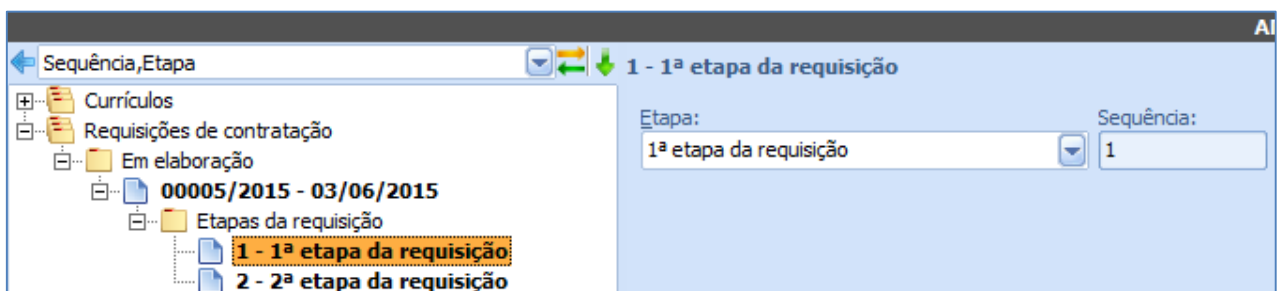 Al
Sequência,Etapa
1 - 1ª etapa da requisição
Currículos
Requisições de contratação
Em elaboração
00005/2015 - 03/06/2015
Etapas da requisição
1 - 1ª etapa da requisição
2 - 2ª etapa da requisição
Etapa:
Sequência:
1ª etapa da requisição
1